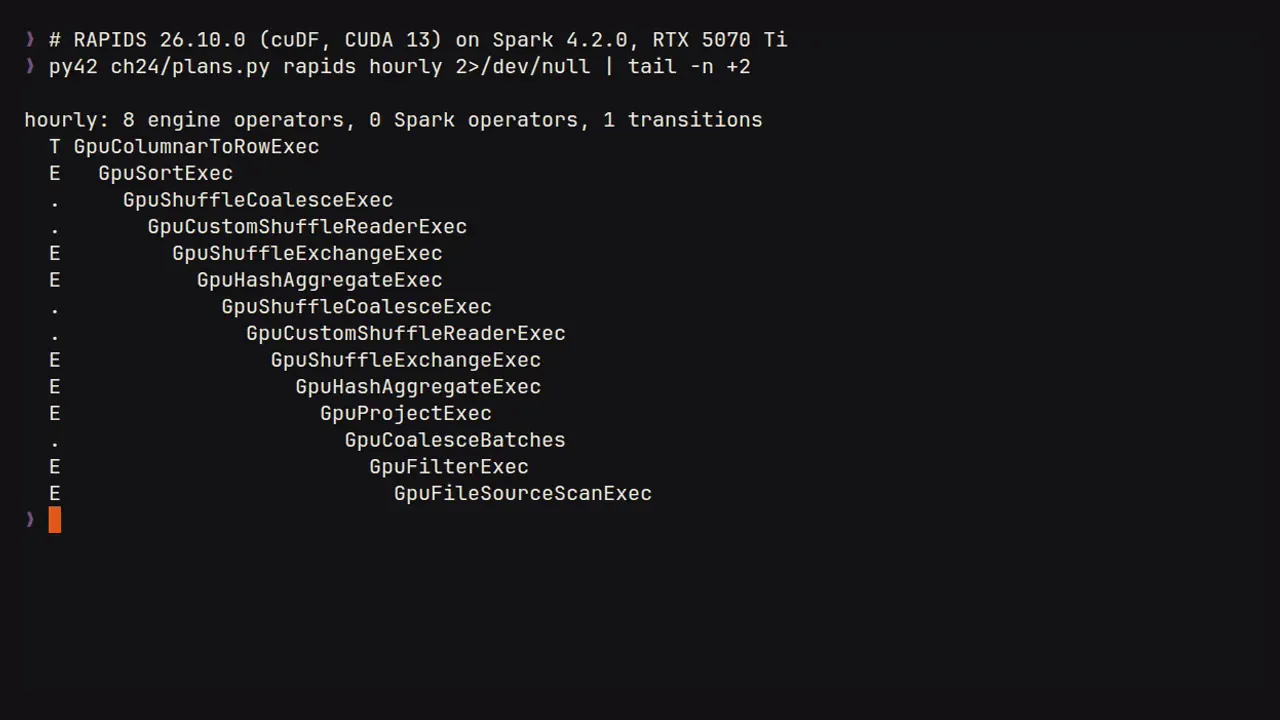 ❯ # RAPIDS 26.10.0 (cuDF, CUDA 13) on Spark 4.2.0, RTX 5070 Ti
❯ py42 ch24/plans.py rapids hourly 2>/dev/null | tail -n +2
hourly: 8 engine operators, 0 Spark operators, 1 transitions
T GpuColumnarToRowExec
E GpuSortExec
. GpuShuffleCoalesceExec
. GpuCustomShuffleReaderExec
E GpuShuffleExchangeExec
E GpuHashAggregateExec
. GpuShuffleCoalesceExec
. GpuCustomShuffleReaderExec
E GpuShuffleExchangeExec
E GpuHashAggregateExec
E GpuProjectExec
. GpuCoalesceBatches
E GpuFilterExec
E GpuFileSourceScanExec
❯